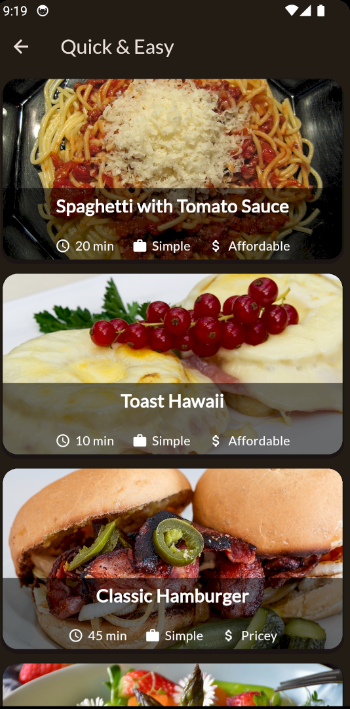 9:19
Quick & Easy
Spaghetti with Tomato Sauce
20 min Simple $ Affordable
Toast Hawaii
10 min Simple $ Affordable
Classic Hamburger
45 min Simple $ Pricey